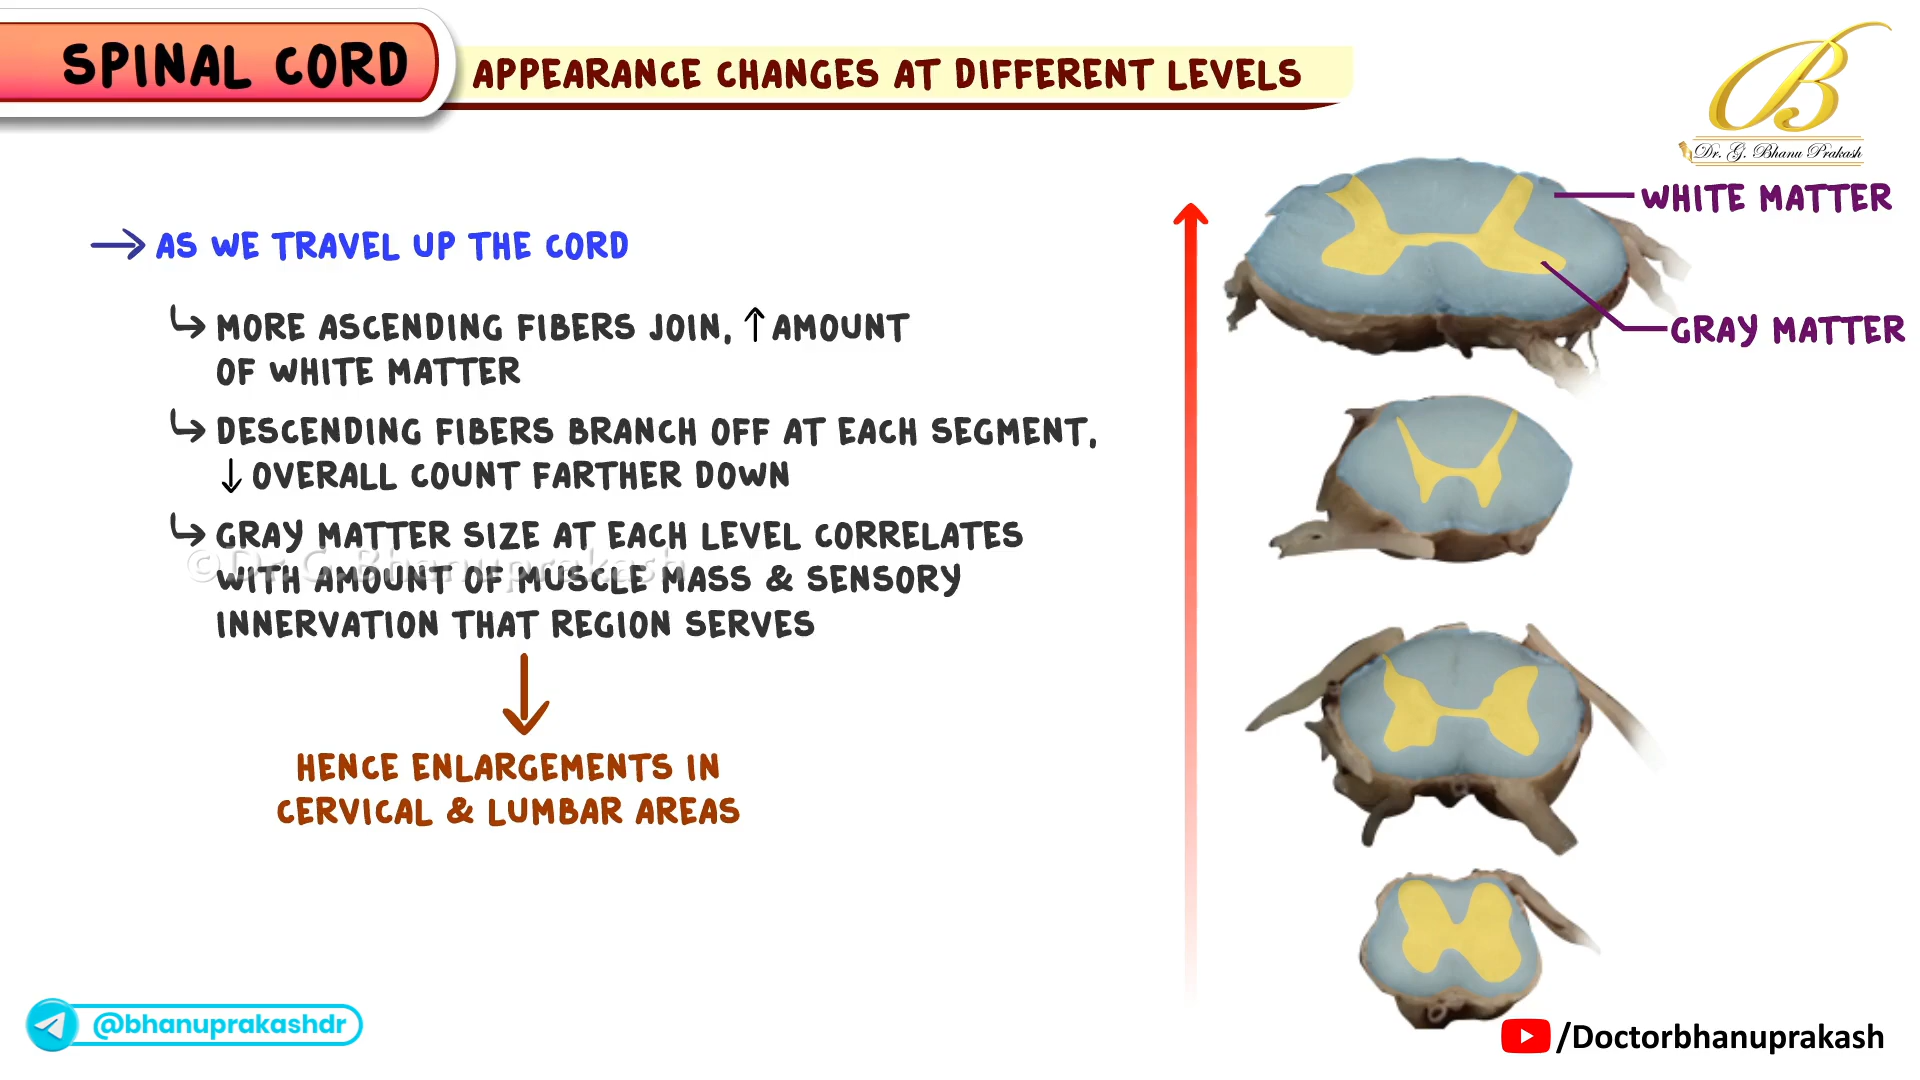 SPINAL CORD
APPEARANCE CHANGES AT DIFFERENT LEVELS
B
Dr. G. Bhanu Prakash
WHITE MATTER
GRAY MATTER
→ AS WE TRAVEL UP THE CORD
↳ MORE ASCENDING FIBERS JOIN, ↑ AMOUNT
OF WHITE MATTER
↳ DESCENDING FIBERS BRANCH OFF AT EACH SEGMENT,
↓ OVERALL COUNT FARTHER DOWN
↳ GRAY MATTER SIZE AT EACH LEVEL CORRELATES
©Dr.G.Bhanuprakash
WITH AMOUNT OF MUSCLE MASS & SENSORY
INNERVATION THAT REGION SERVES
HENCE ENLARGEMENTS IN
CERVICAL & LUMBAR AREAS
@bhanuprakashdr
/Doctorbhanuprakash